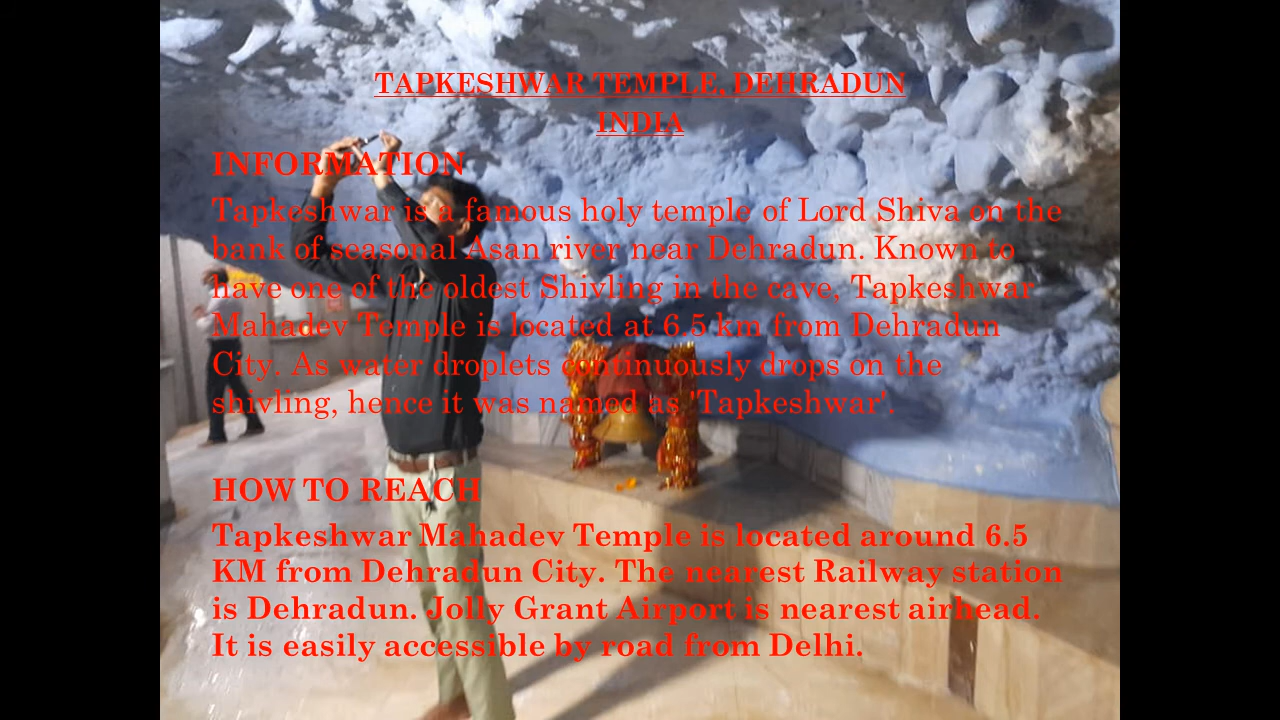 TAPKESHWAR TEMPLE, DEHRADUN
INDIA
INFORMATION
Tapkeshwar is a famous holy temple of Lord Shiva on the
bank of seasonal Asan river near Dehradun. Known to
have one of the oldest Shivling in the cave, Tapkeshwar
Mahadev Temple is located at 6.5 km from Dehradun
City. As water droplets continuously drops on the
shivling, hence it was named as 'Tapkeshwar'.
HOW TO REACH
Tapkeshwar Mahadev Temple is located around 6.5
KM from Dehradun City. The nearest Railway station
is Dehradun. Jolly Grant Airport is nearest airhead.
It is easily accessible by road from Delhi.